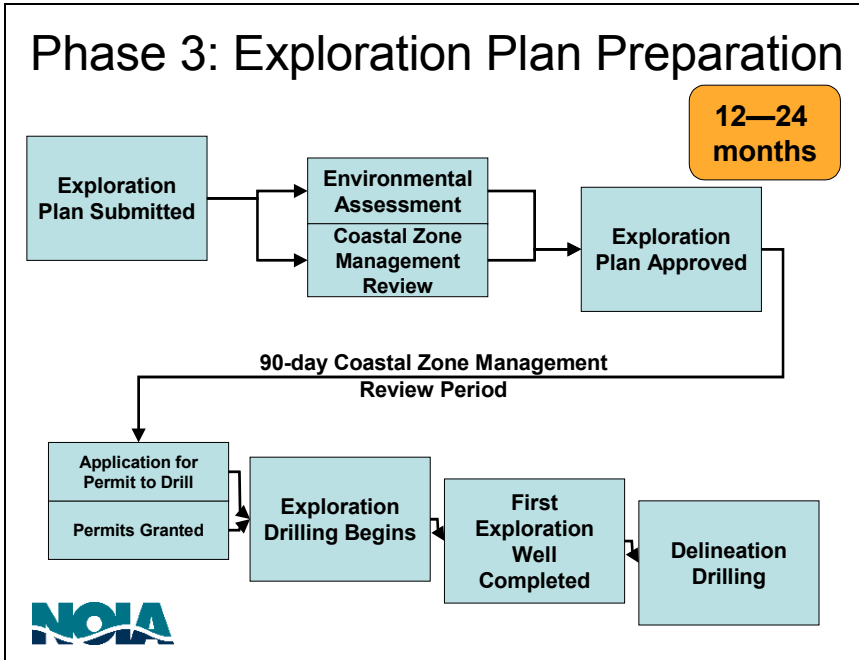 Phase 3: Exploration Plan Preparation
12—24
months
Exploration
Plan Submitted
Environmental
Assessment
Coastal Zone
Management
Review
Exploration
Plan Approved
90-day Coastal Zone Management
Review Period
Application for
Permit to Drill
Permits Granted
Exploration
Drilling Begins
First
Exploration
Well
Completed
Delineation
Drilling
NOIA